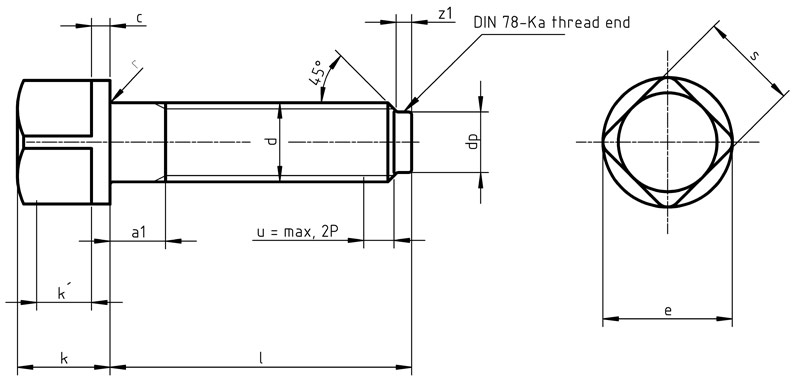 c
z1
DIN 78-Ka thread end
r
45°
s
d
dp
a1
u = max, 2P
k´
e
k
l